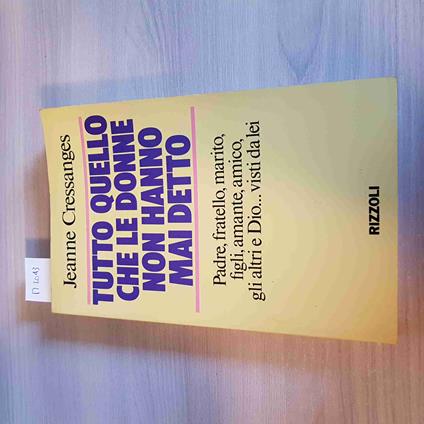 Jeanne Cressanges
TUTTO QUELLO
CHE LE DONNE
NON HANNO
MAI DETTO
Padre, fratello, marito,
figli, amante, amico,
gli altri e Dio... visti da lei
RIZZOLI